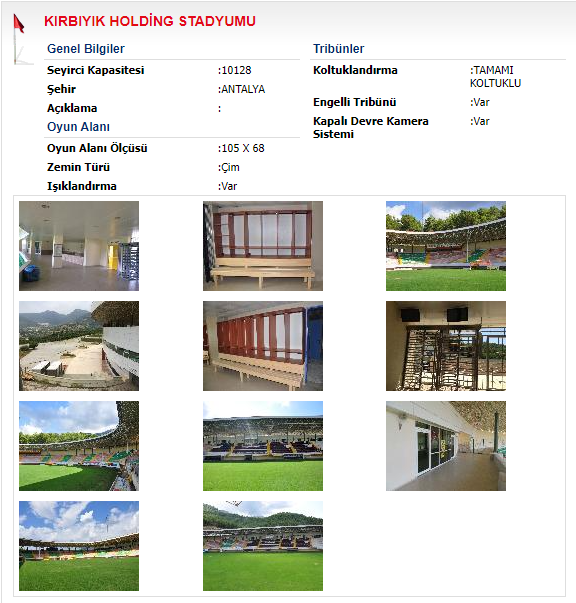 KIRBIYIK HOLDİNG STADYUMU
Genel Bilgiler
Seyirci Kapasitesi :10128
Şehir :ANTALYA
Açıklama :
Oyun Alanı
Oyun Alanı Ölçüsü :105 X 68
Zemin Türü :Çim
Işıklandırma :Var
Tribünler
Koltuklandırma :TAMAMI
KOLTUKLU
Engelli Tribünü :Var
Kapalı Devre Kamera :Var
Sistemi